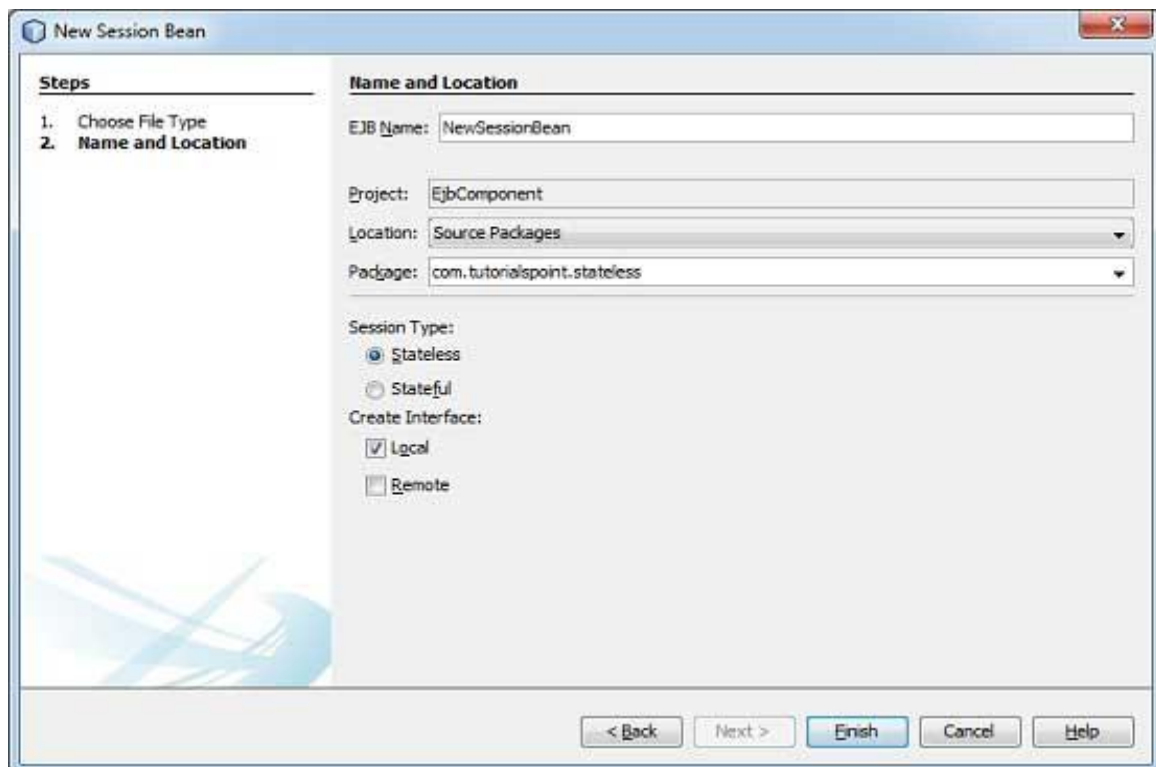 New Session Bean
Steps
1. Choose File Type
2. Name and Location
Name and Location
EJB Name: NewSessionBean
Project: EjbComponent
Location: Source Packages
Package: com.tutorialspoint.stateless
Session Type:
Stateless
Stateful
Create Interface:
Local
Remote
< Back Next > Finish Cancel Help